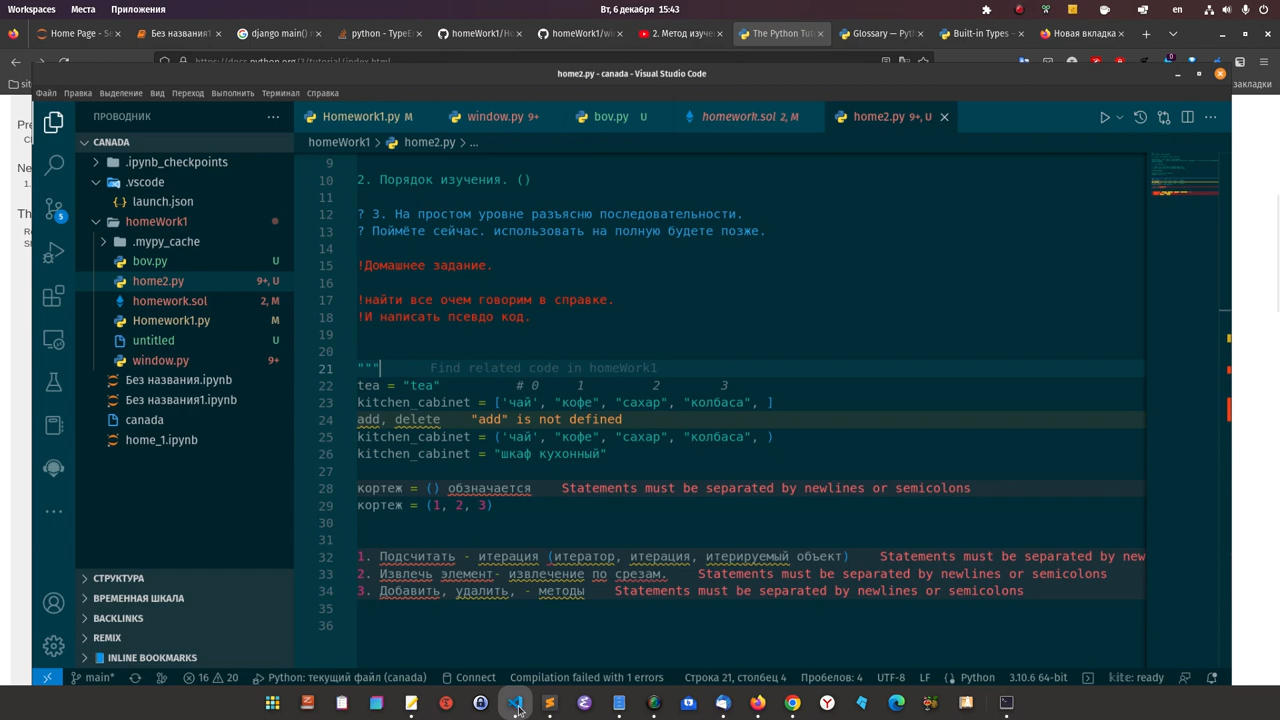 Workspaces Места Приложения Вт, 6 декабря 15:43 en
Home Page - Se Без названия1 django main() python - TypeE homeWork1/Ho homeWork1/wi 2. Метод изуче The Python Tut Glossary — Py Built-in Types Новая вкладка
https://docs.python.org/3/tutorial/index.html
закладки
home2.py - canada - Visual Studio Code
Файл Правка Выделение Вид Переход Выполнить Терминал Справка
ПРОВОДНИК ...
Homework1.py M window.py 9+ bov.py U homework.sol 2, M home2.py 9+, U
CANADA
homeWork1 > home2.py > ...
.ipynb_checkpoints
.vscode
launch.json
homeWork1
.mypy_cache
bov.py U
home2.py 9+, U
homework.sol 2, M
Homework1.py M
untitled U
window.py 9+
Без названия.ipynb
Без названия1.ipynb
canada
home_1.ipynb
СТРУКТУРА
ВРЕМЕННАЯ ШКАЛА
BACKLINKS
REMIX
INLINE BOOKMARKS
5
9
10 2. Порядок изучения. ()
11
12 ? 3. На простом уровне разъясню последовательности.
13 ? Поймёте сейчас. использовать на полную будете позже.
14
15 !Домашнее задание.
16
17 !найти все очем говорим в справке.
18 !И написать псевдо код.
19
20
21 """ Find related code in homeWork1
22 tea = "tea" # 0 1 2 3
23 kitchen_cabinet = ['чай', "кофе", "сахар", "колбаса", ]
24 add, delete "add" is not defined
25 kitchen_cabinet = ('чай', "кофе", "сахар", "колбаса", )
26 kitchen_cabinet = "шкаф кухонный"
27
28 кортеж = () обзначается Statements must be separated by newlines or semicolons
29 кортеж = (1, 2, 3)
30
31
32 1. Подсчитать - итерация (итератор, итерация, итерируемый объект) Statements must be separated by new
33 2. Извлечь элемент- извлечение по срезам. Statements must be separated by newlines or semicolons
34 3. Добавить, удалить, - методы Statements must be separated by newlines or semicolons
35
36
main* 16 20 Python: текущий файл (canada) Connect Compilation failed with 1 errors Строка 21, столбец 4 Пробелов: 4 UTF-8 LF Python 3.10.6 64-bit kite: ready